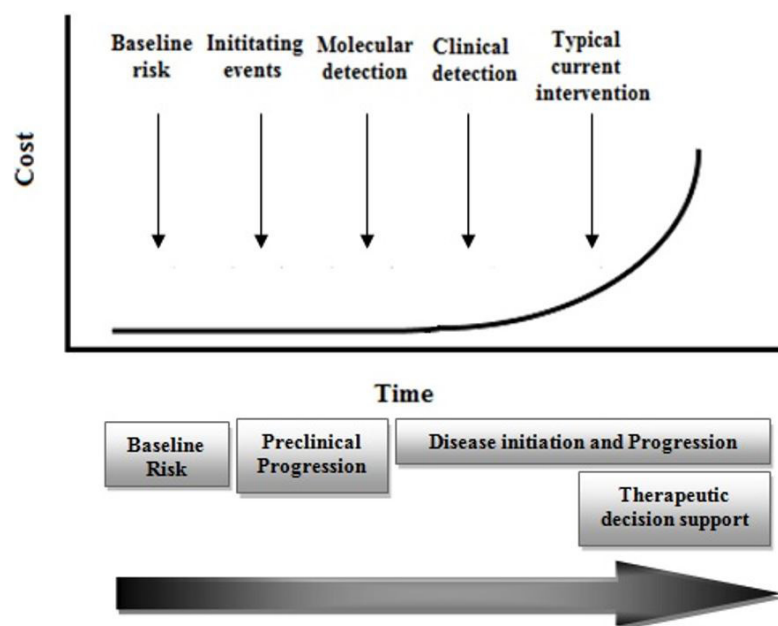 Baseline
risk
Inititating
events
Molecular
detection
Clinical
detection
Typical
current
intervention
Cost
Time
Baseline
Risk
Preclinical
Progression
Disease initiation and Progression
Therapeutic
decision support